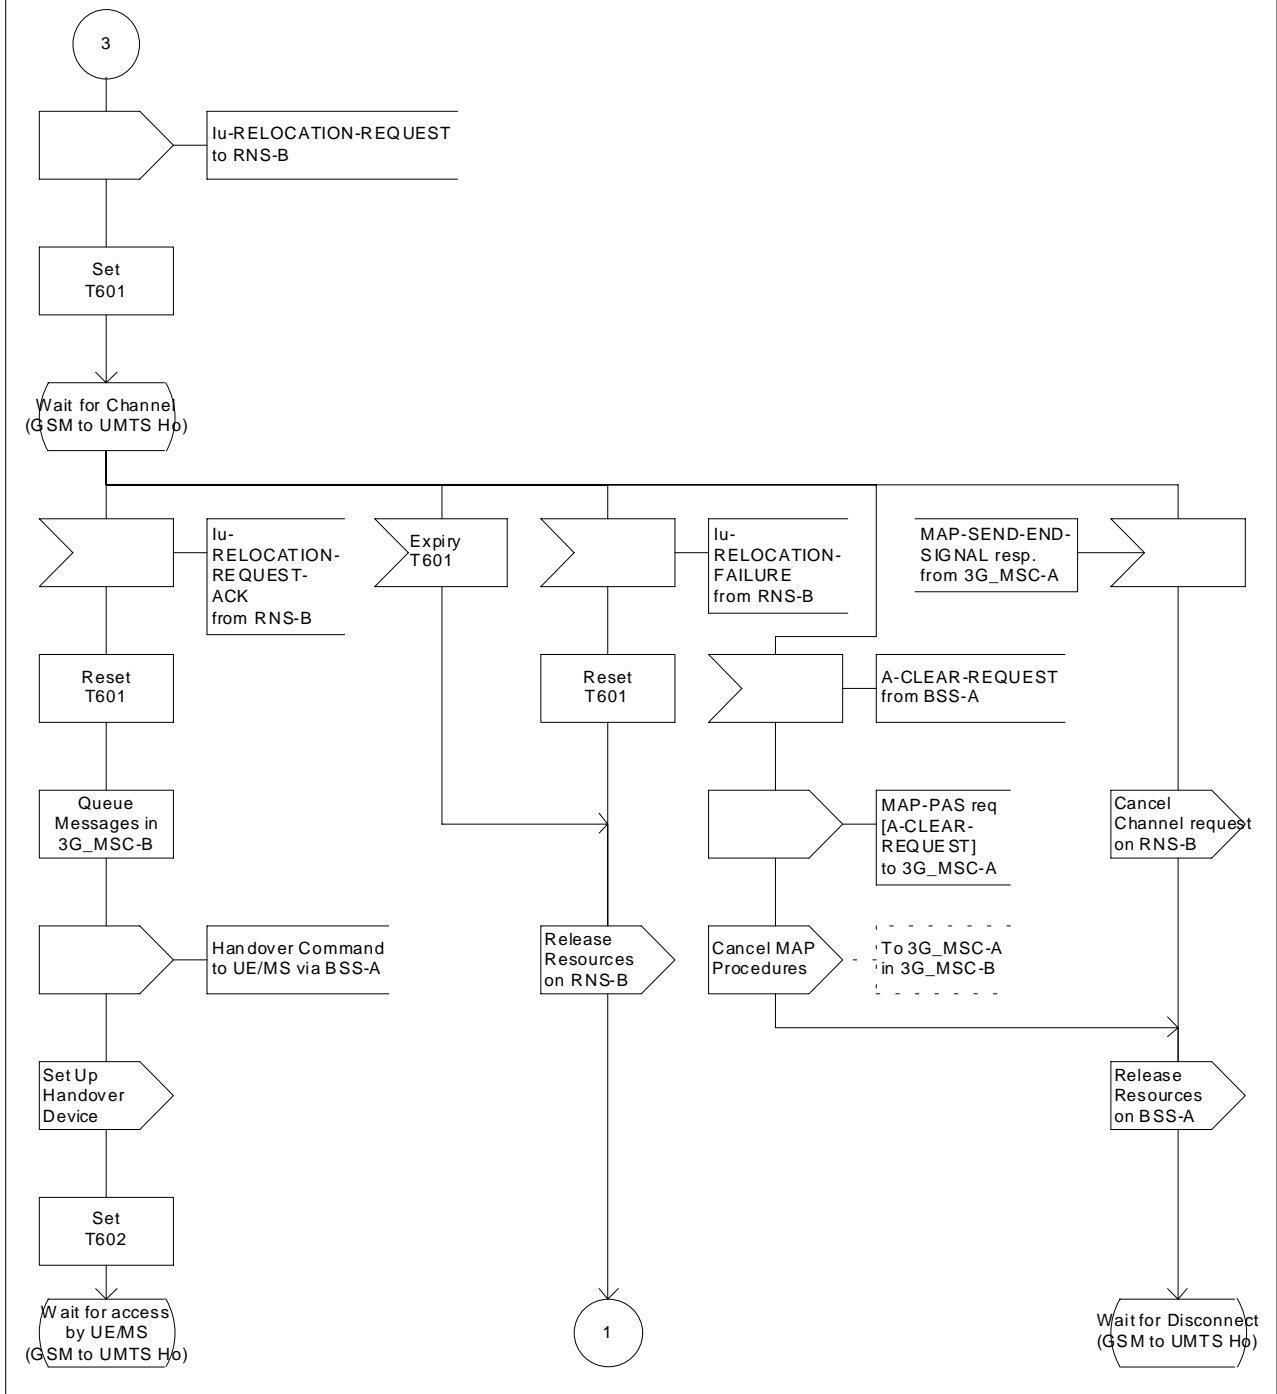 3
Iu-RELOCATION-REQUEST
to RNS-B
Set
T601
Wait for Channel
(GSM to UMTS Ho)
Iu-
RELOCATION-
REQUEST-
ACK
from RNS-B
Expiry
T601
Iu-
RELOCATION-
FAILURE
from RNS-B
MAP-SEND-END-
SIGNAL resp.
from 3G_MSC-A
Reset
T601
Reset
T601
A-CLEAR-REQUEST
from BSS-A
Queue
Messages in
3G_MSC-B
MAP-PAS req
[A-CLEAR-
REQUEST]
to 3G_MSC-A
Cancel
Channel request
on RNS-B
Handover Command
to UE/MS via BSS-A
Release
Resources
on RNS-B
Cancel MAP
Procedures
To 3G_MSC-A
in 3G_MSC-B
Set Up
Handover
Device
Release
Resources
on BSS-A
Set
T602
Wait for access
by UE/MS
(GSM to UMTS Ho)
1
Wait for Disconnect
(GSM to UMTS Ho)